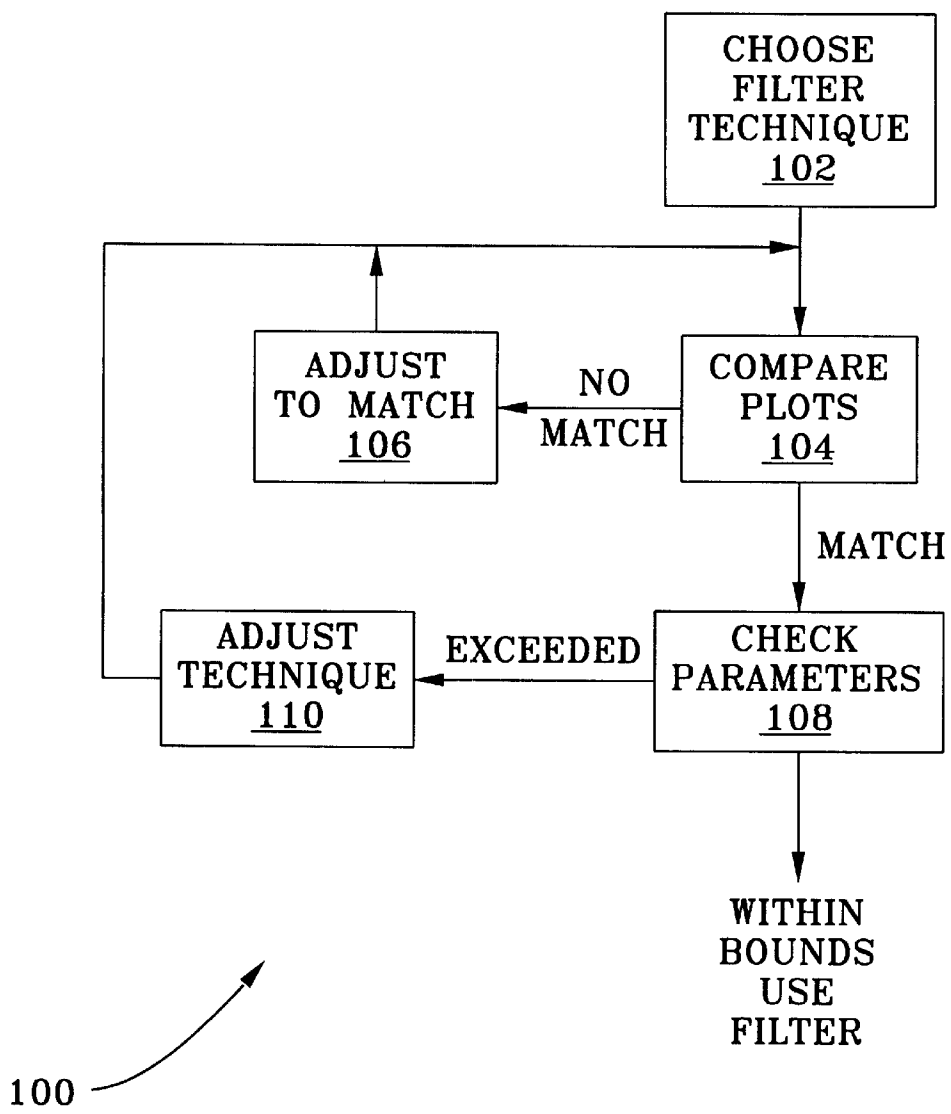 CHOOSE
FILTER
TECHNIQUE
102
ADJUST
TO MATCH
106
NO
MATCH
COMPARE
PLOTS
104
MATCH
ADJUST
TECHNIQUE
110
EXCEEDED
CHECK
PARAMETERS
108
WITHIN
BOUNDS
USE
FILTER
100